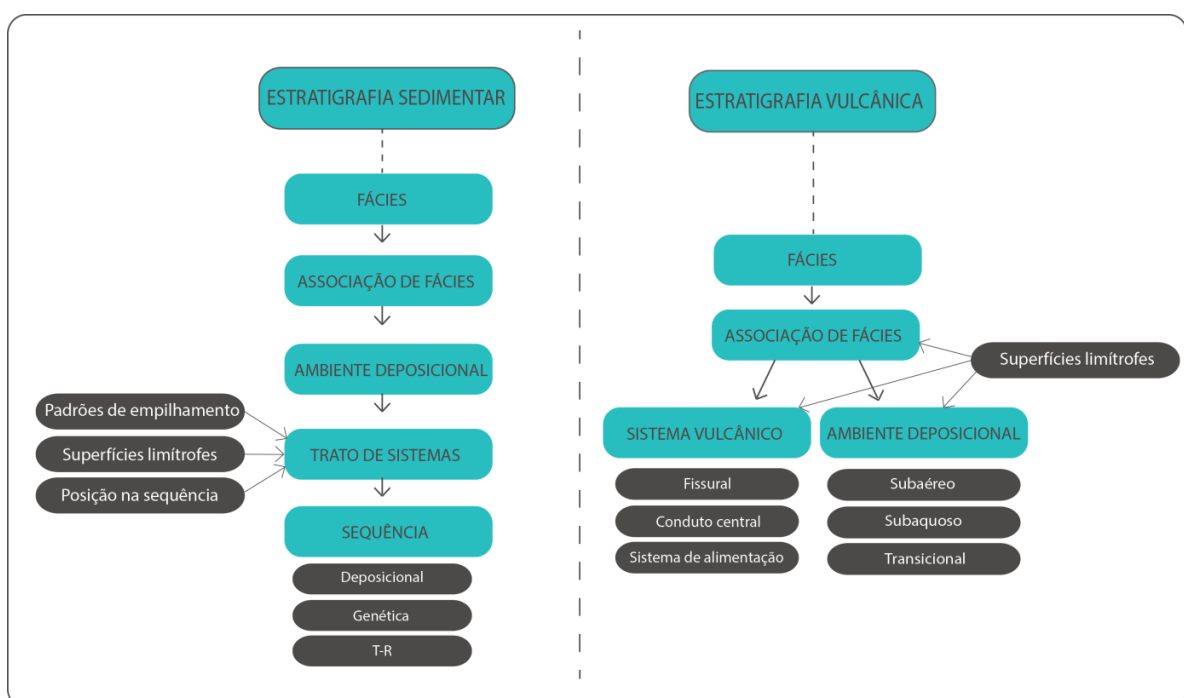 ESTRATIGRAFIA SEDIMENTAR
FÁCIES
ASSOCIAÇÃO DE FÁCIES
AMBIENTE DEPOSICIONAL
Padrões de empilhamento
Superfícies limítrofes
Posição na sequência
TRATO DE SISTEMAS
SEQUÊNCIA
Deposicional
Genética
T-R
ESTRATIGRAFIA VULCÂNICA
FÁCIES
ASSOCIAÇÃO DE FÁCIES
Superfícies limítrofes
SISTEMA VULCÂNICO
Fissural
Conduto central
Sistema de alimentação
AMBIENTE DEPOSICIONAL
Subaéreo
Subaquoso
Transicional